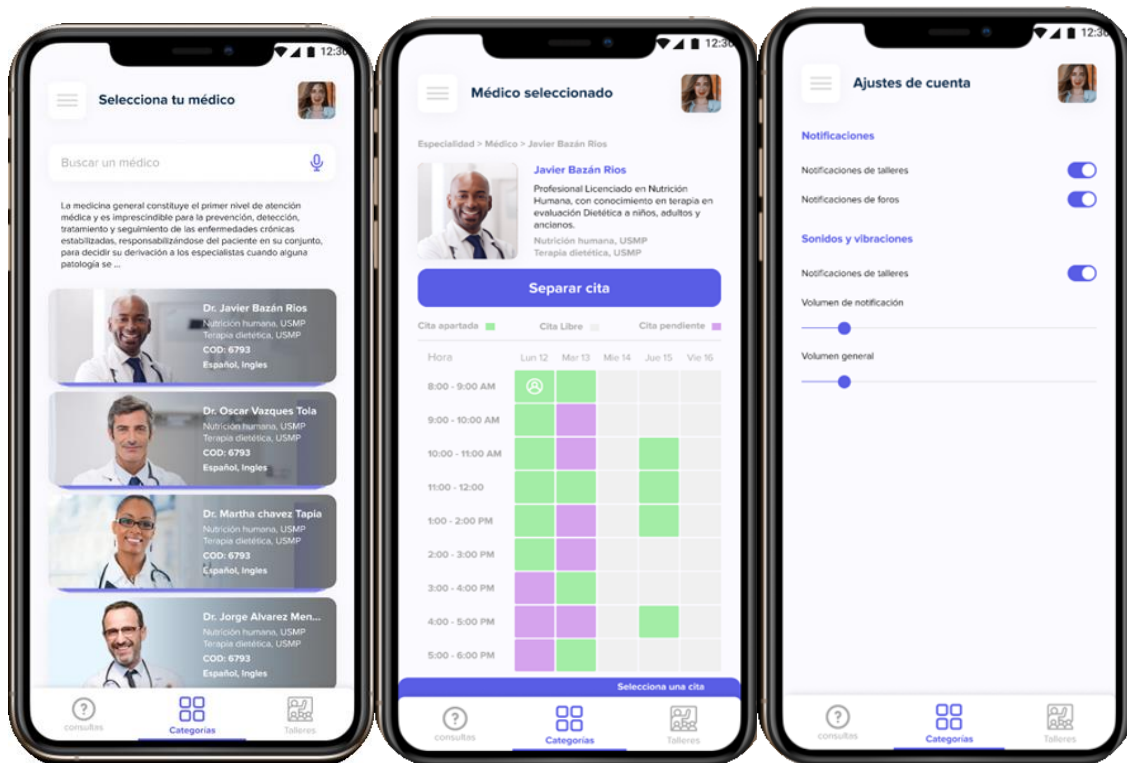 12:30
Selecciona tu médico
Buscar un médico
La medicina general constituye el primer nivel de atención
médica y es imprescindible para la prevención, detección,
tratamiento y seguimiento de las enfermedades crónicas
estabilizadas, responsabilizándose del paciente en su conjunto,
para decidir su derivación a los especialistas cuando alguna
patología se ...
Dr. Javier Bazán Rios
Nutrición humana, USMP
Terapia dietética, USMP
COD: 6793
Español, Ingles
Dr. Oscar Vazques Tola
Nutrición humana, USMP
Terapia dietética, USMP
COD: 6793
Español, Ingles
Dr. Martha chavez Tapia
Nutrición humana, USMP
Terapia dietética, USMP
COD: 6793
Español, Ingles
Dr. Jorge Alvarez Men...
Nutrición humana, USMP
Terapia dietética, USMP
COD: 6793
Español, Ingles
consultas Categorías Talleres
12:30
Médico seleccionado
Especialidad > Médico > Javier Bazán Rios
Javier Bazán Rios
Profesional Licenciado en Nutrición
Humana, con conocimiento en terapia en
evaluación Dietética a niños, adultos y
ancianos.
Nutrición humana, USMP
Terapia dietética, USMP
Separar cita
Cita apartada Cita Libre Cita pendiente
Hora Lun 12 Mar 13 Mie 14 Jue 15 Vie 16
8:00 - 9:00 AM
9:00 - 10:00 AM
10:00 - 11:00 AM
11:00 - 12:00
1:00 - 2:00 PM
2:00 - 3:00 PM
3:00 - 4:00 PM
4:00 - 5:00 PM
5:00 - 6:00 PM
Selecciona una cita
consultas Categorías Talleres
12:30
Ajustes de cuenta
Notificaciones
Notificaciones de talleres
Notificaciones de foros
Sonidos y vibraciones
Notificaciones de talleres
Volumen de notificación
Volumen general
consultas Categorías Talleres